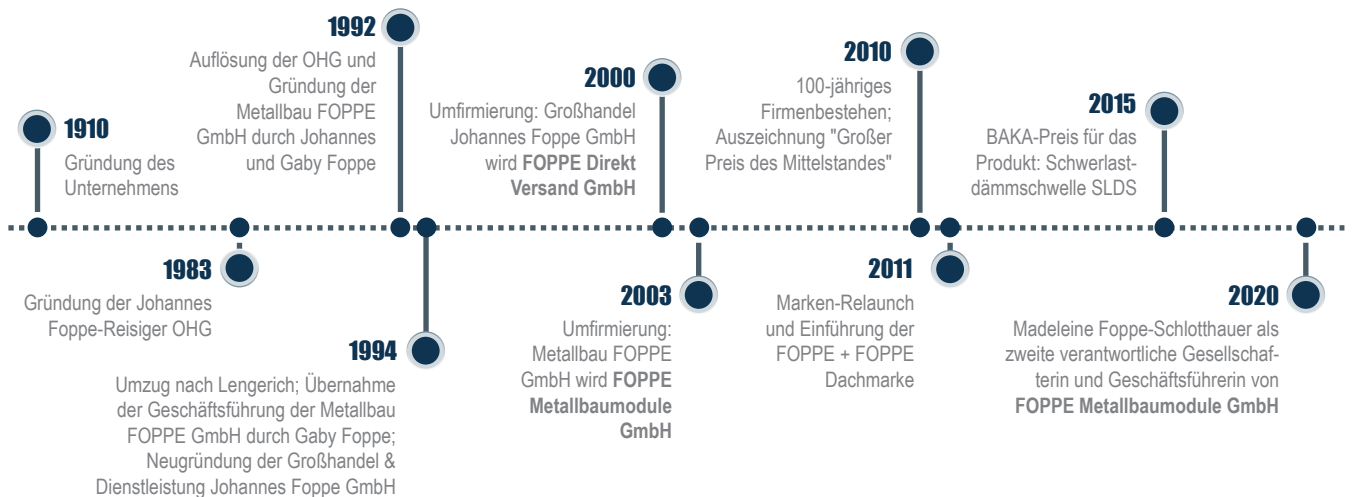 1910
Gründung des
Unternehmens
1983
Gründung der Johannes
Foppe-Reisiger OHG
1992
Auflösung der OHG und
Gründung der
Metallbau FOPPE
GmbH durch Johannes
und Gaby Foppe
1994
Umzug nach Lengerich; Übernahme
der Geschäftsführung der Metallbau
FOPPE GmbH durch Gaby Foppe;
Neugründung der Großhandel &
Dienstleistung Johannes Foppe GmbH
2000
Umfirmierung: Großhandel
Johannes Foppe GmbH
wird FOPPE Direkt
Versand GmbH
2003
Umfirmierung:
Metallbau FOPPE
GmbH wird FOPPE
Metallbaumodule
GmbH
2010
100-jähriges
Firmenbestehen;
Auszeichnung "Großer
Preis des Mittelstandes"
2011
Marken-Relaunch
und Einführung der
FOPPE + FOPPE
Dachmarke
2015
BAKA-Preis für das
Produkt: Schwerlast-
dämmschwelle SLDS
2020
Madeleine Foppe-Schlotthauer als
zweite verantwortliche Gesellschaf-
terin und Geschäftsführerin von
FOPPE Metallbaumodule GmbH